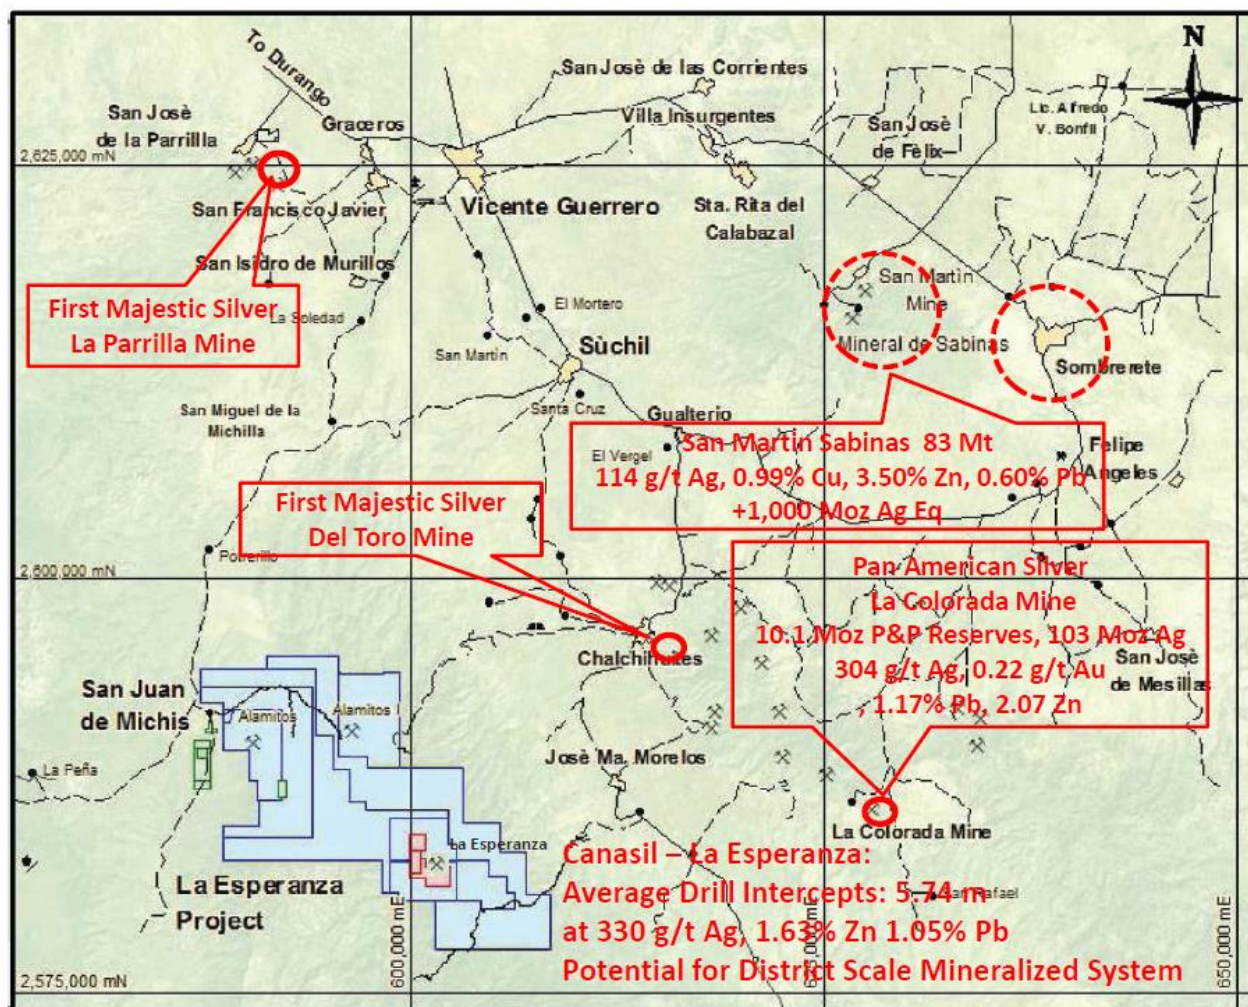 N
To Durango
San Josè de las Corrientes
San Josè
de la Parrillla
Graceros
Villa Insurgentes
San Josè
de Fèlix
Lic. Alfredo
V. Bonfil
2,625,000 mN
San Francisco Javier
Vicente Guerrero
Sta. Rita del
Calabazal
San Isidro de Murillos
San Martìn
Mine
First Majestic Silver
La Parrilla Mine
La Soledad
El Mortero
San Martìn
Sùchil
Mineral de Sabinas
Sombrerete
San Miguel de la
Michilla
Santa Cruz
Gualterio
El Vergel
Felipe
Angeles
San Martin Sabinas 83 Mt
114 g/t Ag, 0.99% Cu, 3.50% Zn, 0.60% Pb
+1,000 Moz Ag Eq
First Majestic Silver
Del Toro Mine
Potrerillo
2,600,000 mN
Pan American Silver
La Colorada Mine
10.1 Moz P&P Reserves, 103 Moz Ag
304 g/t Ag, 0.22 g/t Au
, 1.17% Pb, 2.07 Zn
Chalchihuites
San Josè
de Mesillas
San Juan
de Michis
Alamitos
Alamitos I
La Peña
Josè Ma. Morelos
La Colorada Mine
La Esperanza
La Esperanza
Project
Canasil – La Esperanza:
Average Drill Intercepts: 5.74 m
at 330 g/t Ag, 1.63% Zn 1.05% Pb
Potential for District Scale Mineralized System
San Rafael
2,575,000 mN
600,000 mE
625,000 mE
650,000 mE